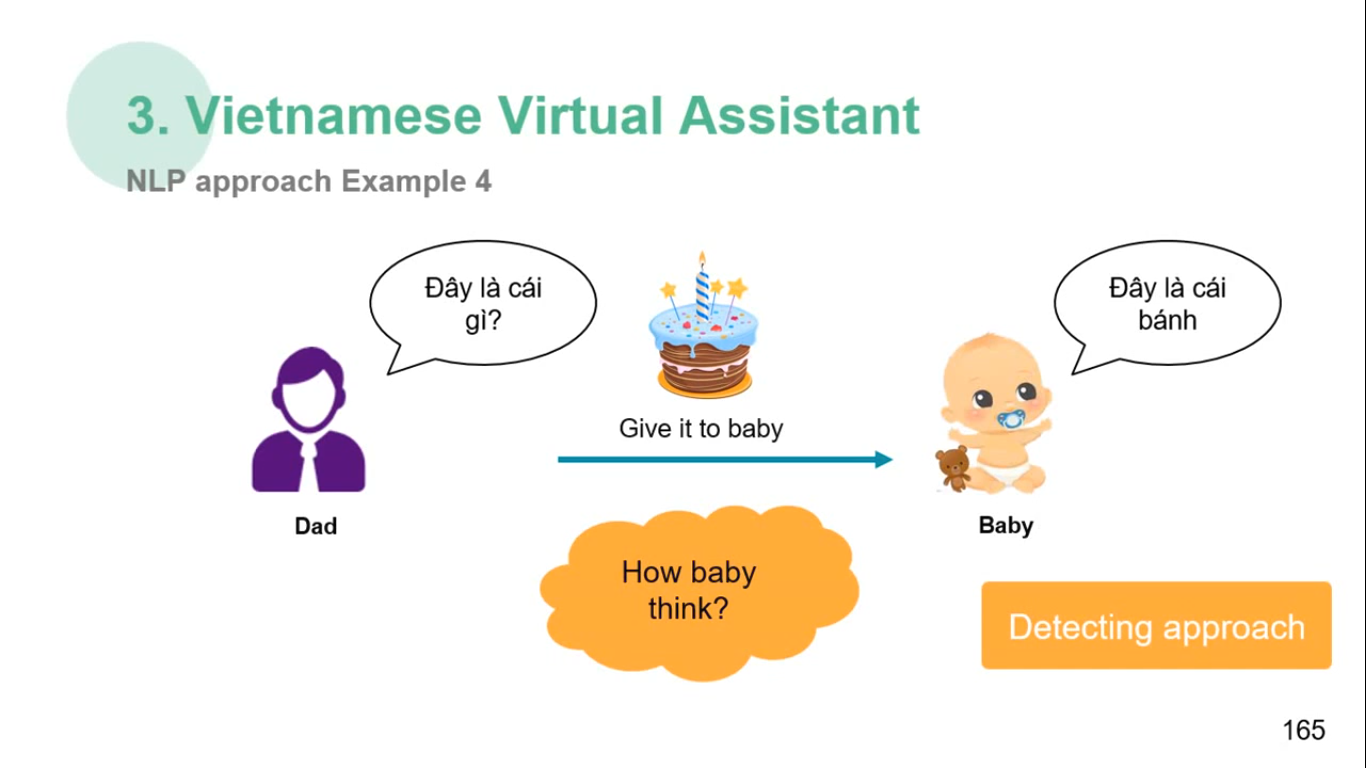 3. Vietnamese Virtual Assistant
NLP approach Example 4
Đây là cái
gì?
Đây là cái
bánh
Give it to baby
Dad
Baby
How baby
think?
Detecting approach
165